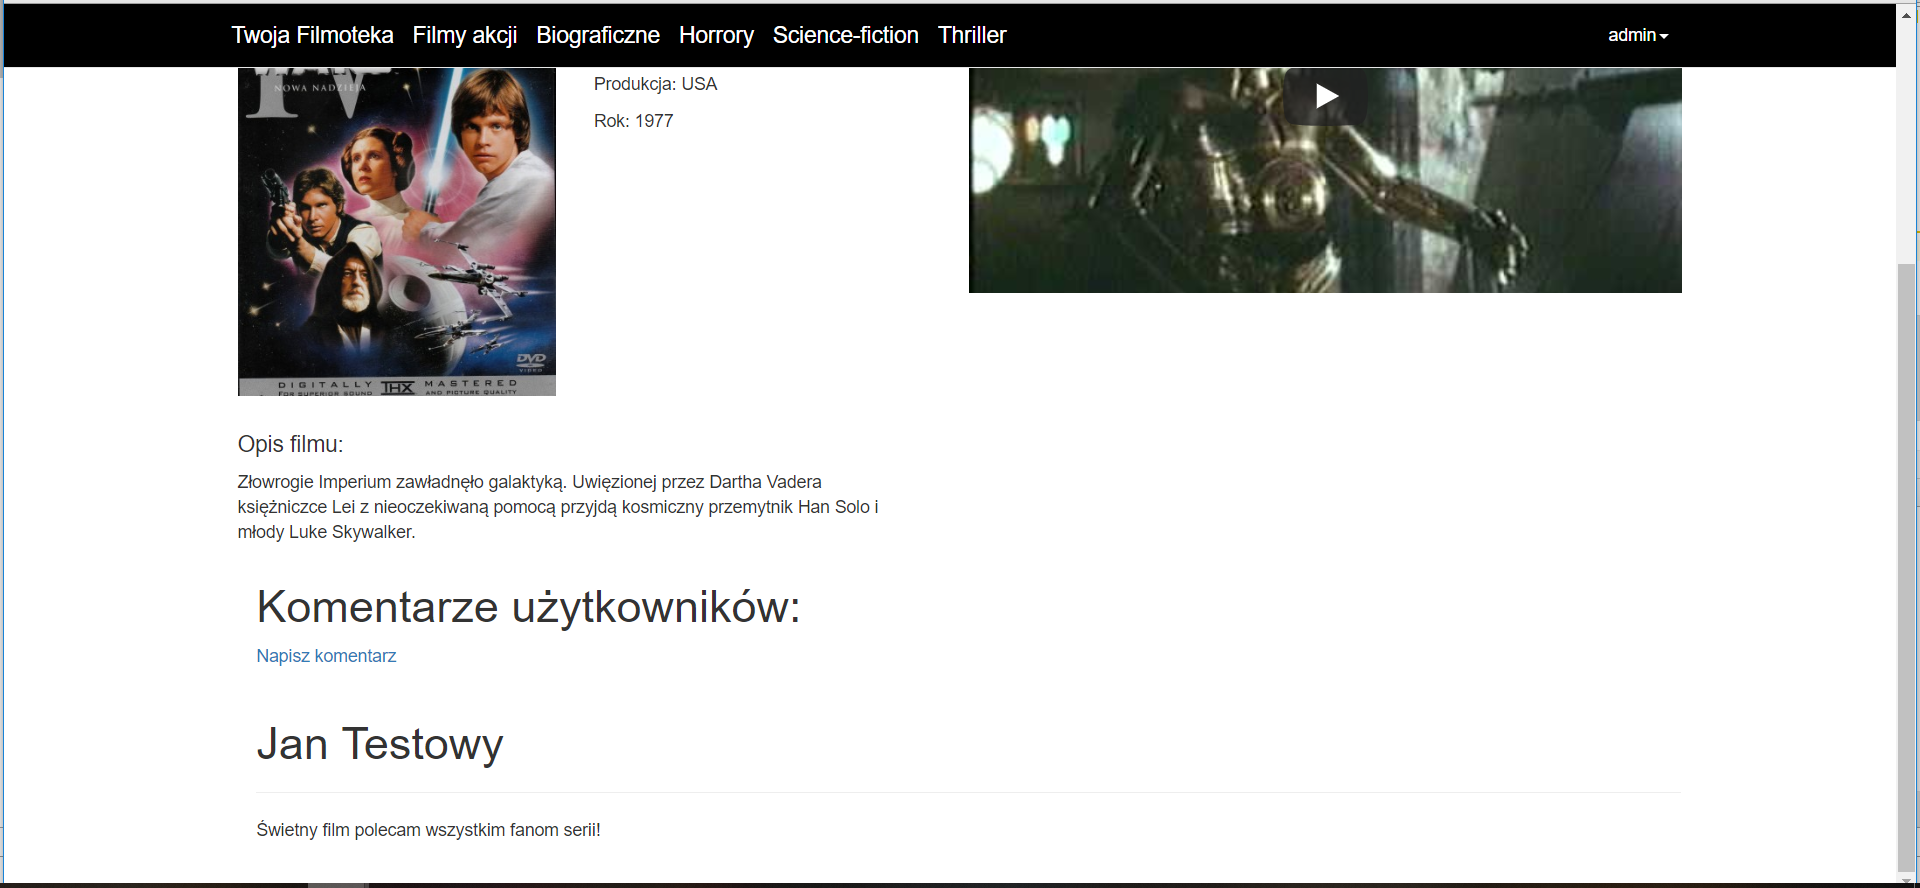 Twoja Filmoteka Filmy akcji Biograficzne Horrory Science-fiction Thriller admin
IV
NOWA NADZIEJA
DVD
VIDEO
DIGITALLY THX MASTERED
FOR SUPERIOR SOUND AND PICTURE QUALITY
Produkcja: USA
Rok: 1977
Opis filmu:
Złowrogie Imperium zawładnęło galaktyką. Uwięzionej przez Dartha Vadera
księżniczce Lei z nieoczekiwaną pomocą przyjdą kosmiczny przemytnik Han Solo i
młody Luke Skywalker.
Komentarze użytkowników:
Napisz komentarz
Jan Testowy
Świetny film polecam wszystkim fanom serii!